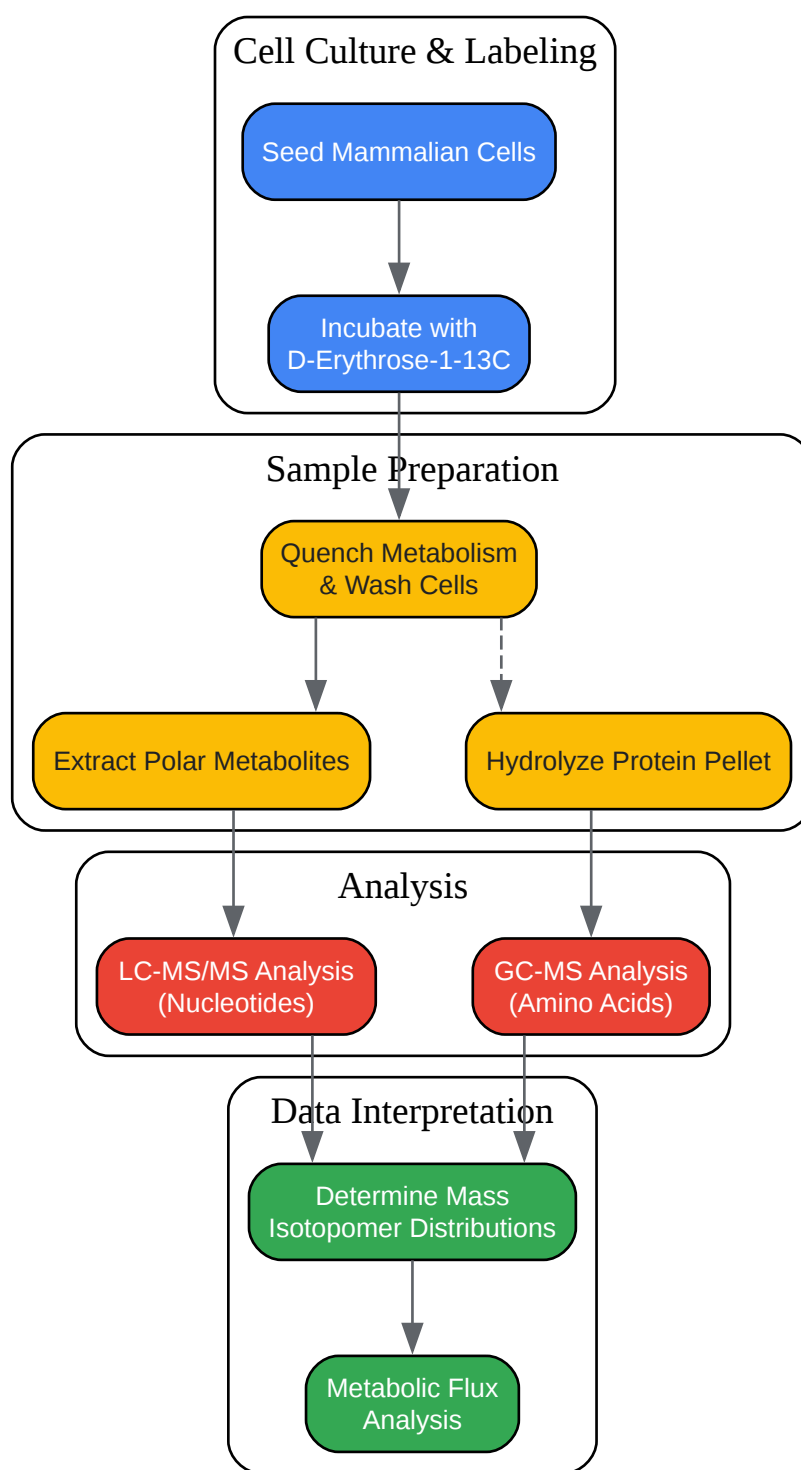 Cell Culture & Labeling
Seed Mammalian Cells
Incubate with
D-Erythrose-1-13C
Sample Preparation
Quench Metabolism
& Wash Cells
Extract Polar Metabolites
Hydrolyze Protein Pellet
Analysis
LC-MS/MS Analysis
(Nucleotides)
GC-MS Analysis
(Amino Acids)
Data Interpretation
Determine Mass
Isotopomer Distributions
Metabolic Flux
Analysis